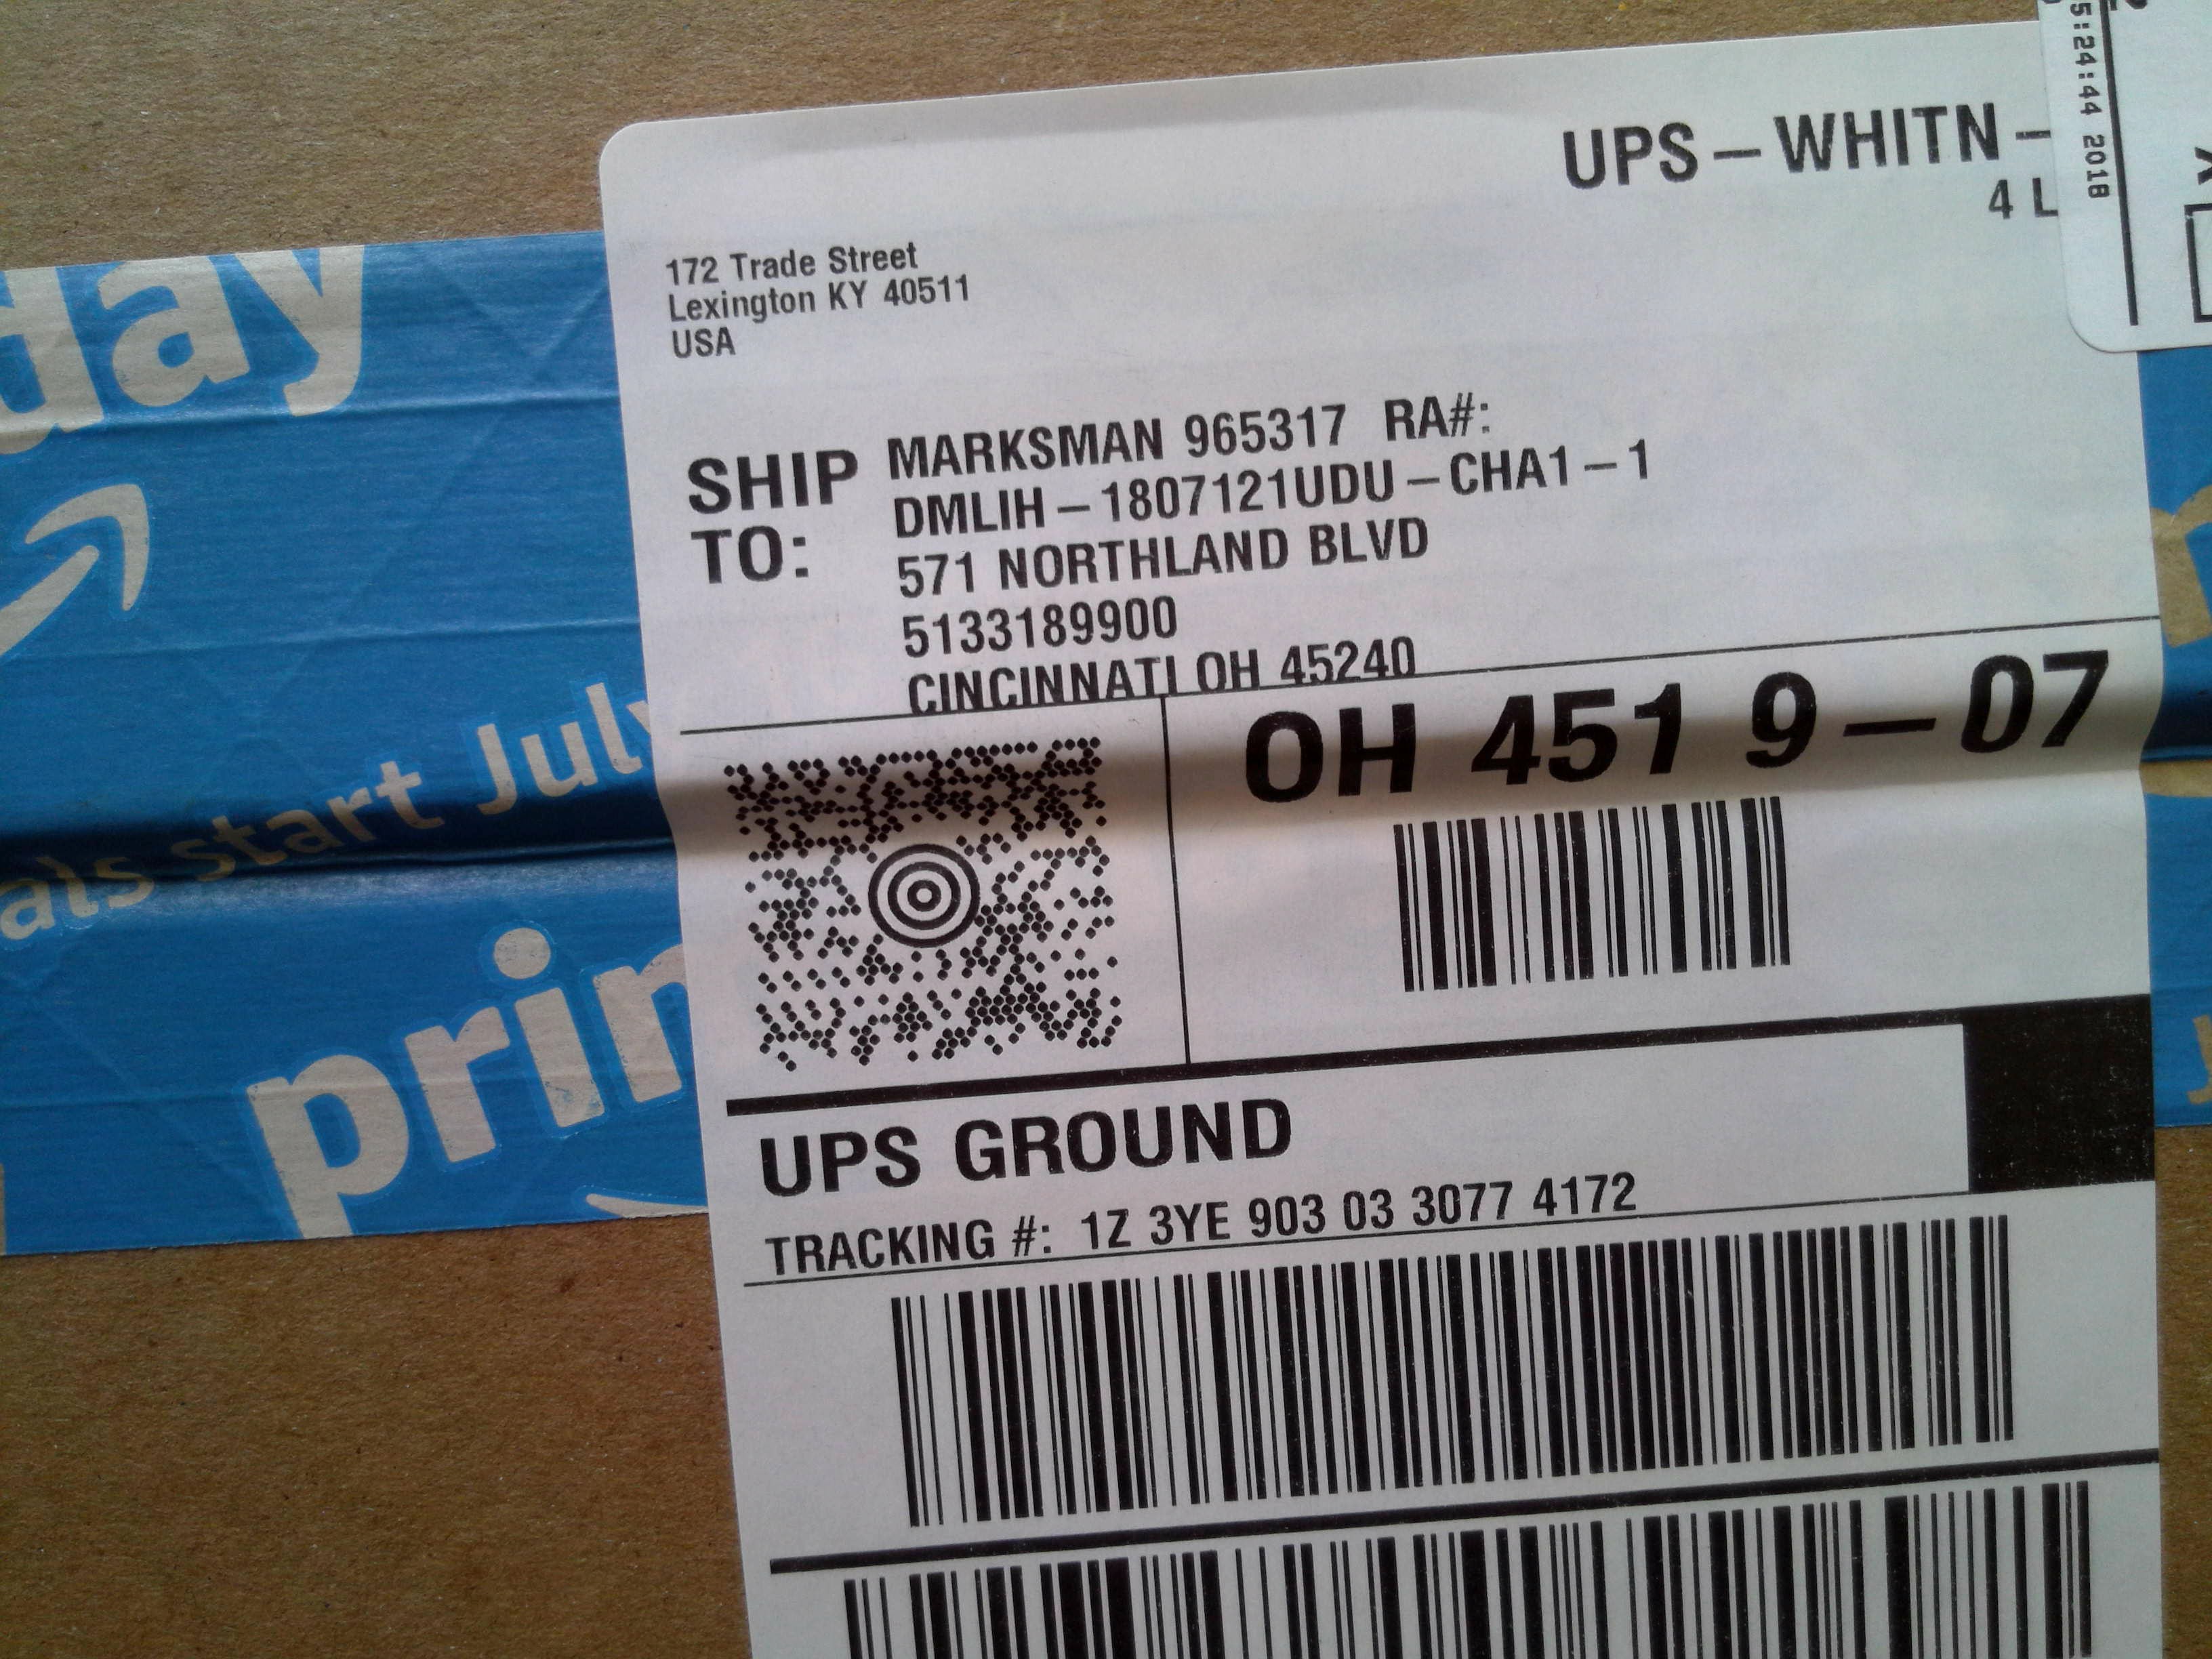 5:24:44 2018
UPS-WHITN-
4 L
172 Trade Street
Lexington KY 40511
USA
SHIP TO:
MARKSMAN 965317 RA#:
DMLIH-1807121UDU-CHA1-1
571 NORTHLAND BLVD
5133189900
CINCINNATI OH 45240
OH 451 9-07
UPS GROUND
TRACKING #: 1Z 3YE 903 03 3077 4172
day
als start July
prim